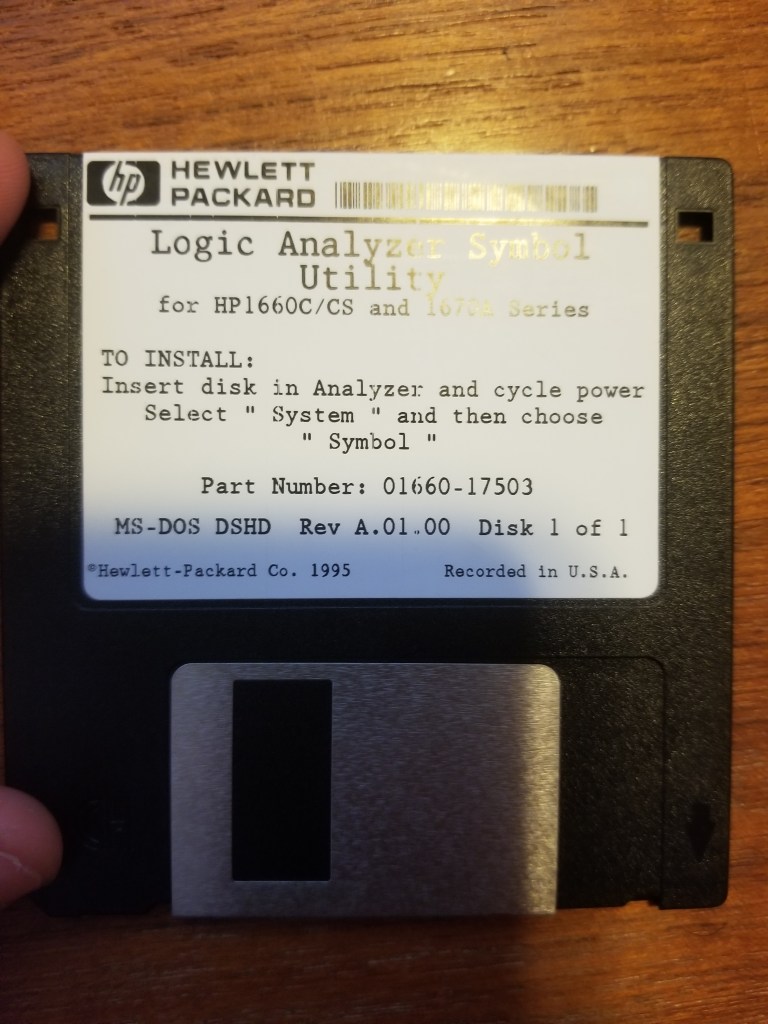 hp HEWLETT
PACKARD
Logic Analyzer Symbol
Utility
for HP1660C/CS and 1670A Series
TO INSTALL:
Insert disk in Analyzer and cycle power
Select " System " and then choose
" Symbol "
Part Number: 01660-17503
MS-DOS DSHD Rev A.01.00 Disk 1 of 1
©Hewlett-Packard Co. 1995 Recorded in U.S.A.